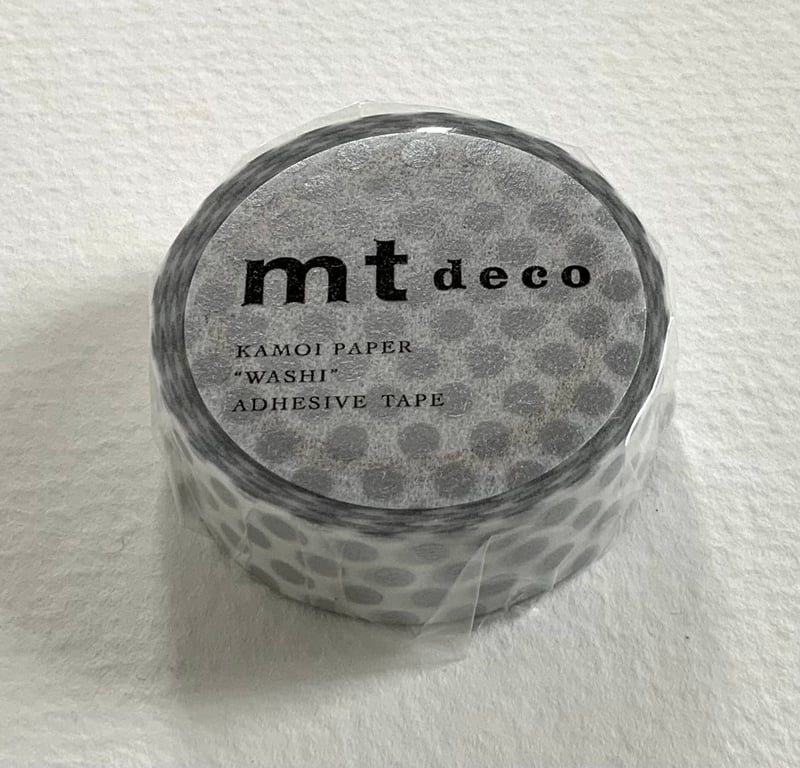 mt deco
KAMOI PAPER
“WASHI”
ADHESIVE TAPE